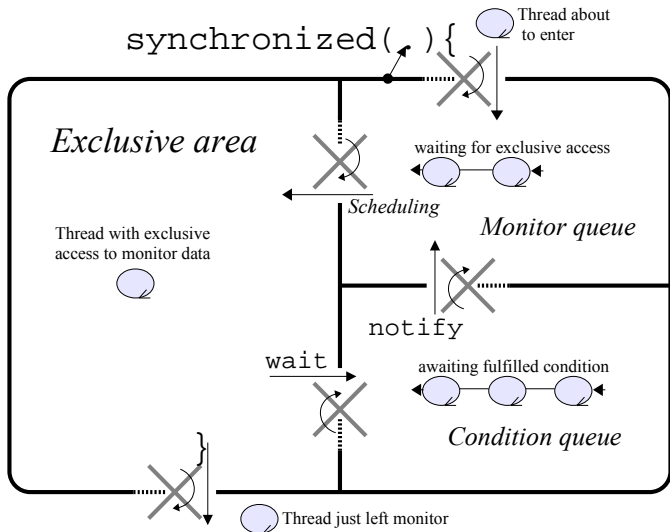 Thread about
to enter
synchronized( ){
Exclusive area
waiting for exclusive access
Scheduling
Monitor queue
Thread with exclusive
access to monitor data
notify
wait
awaiting fulfilled condition
Condition queue
}
Thread just left monitor